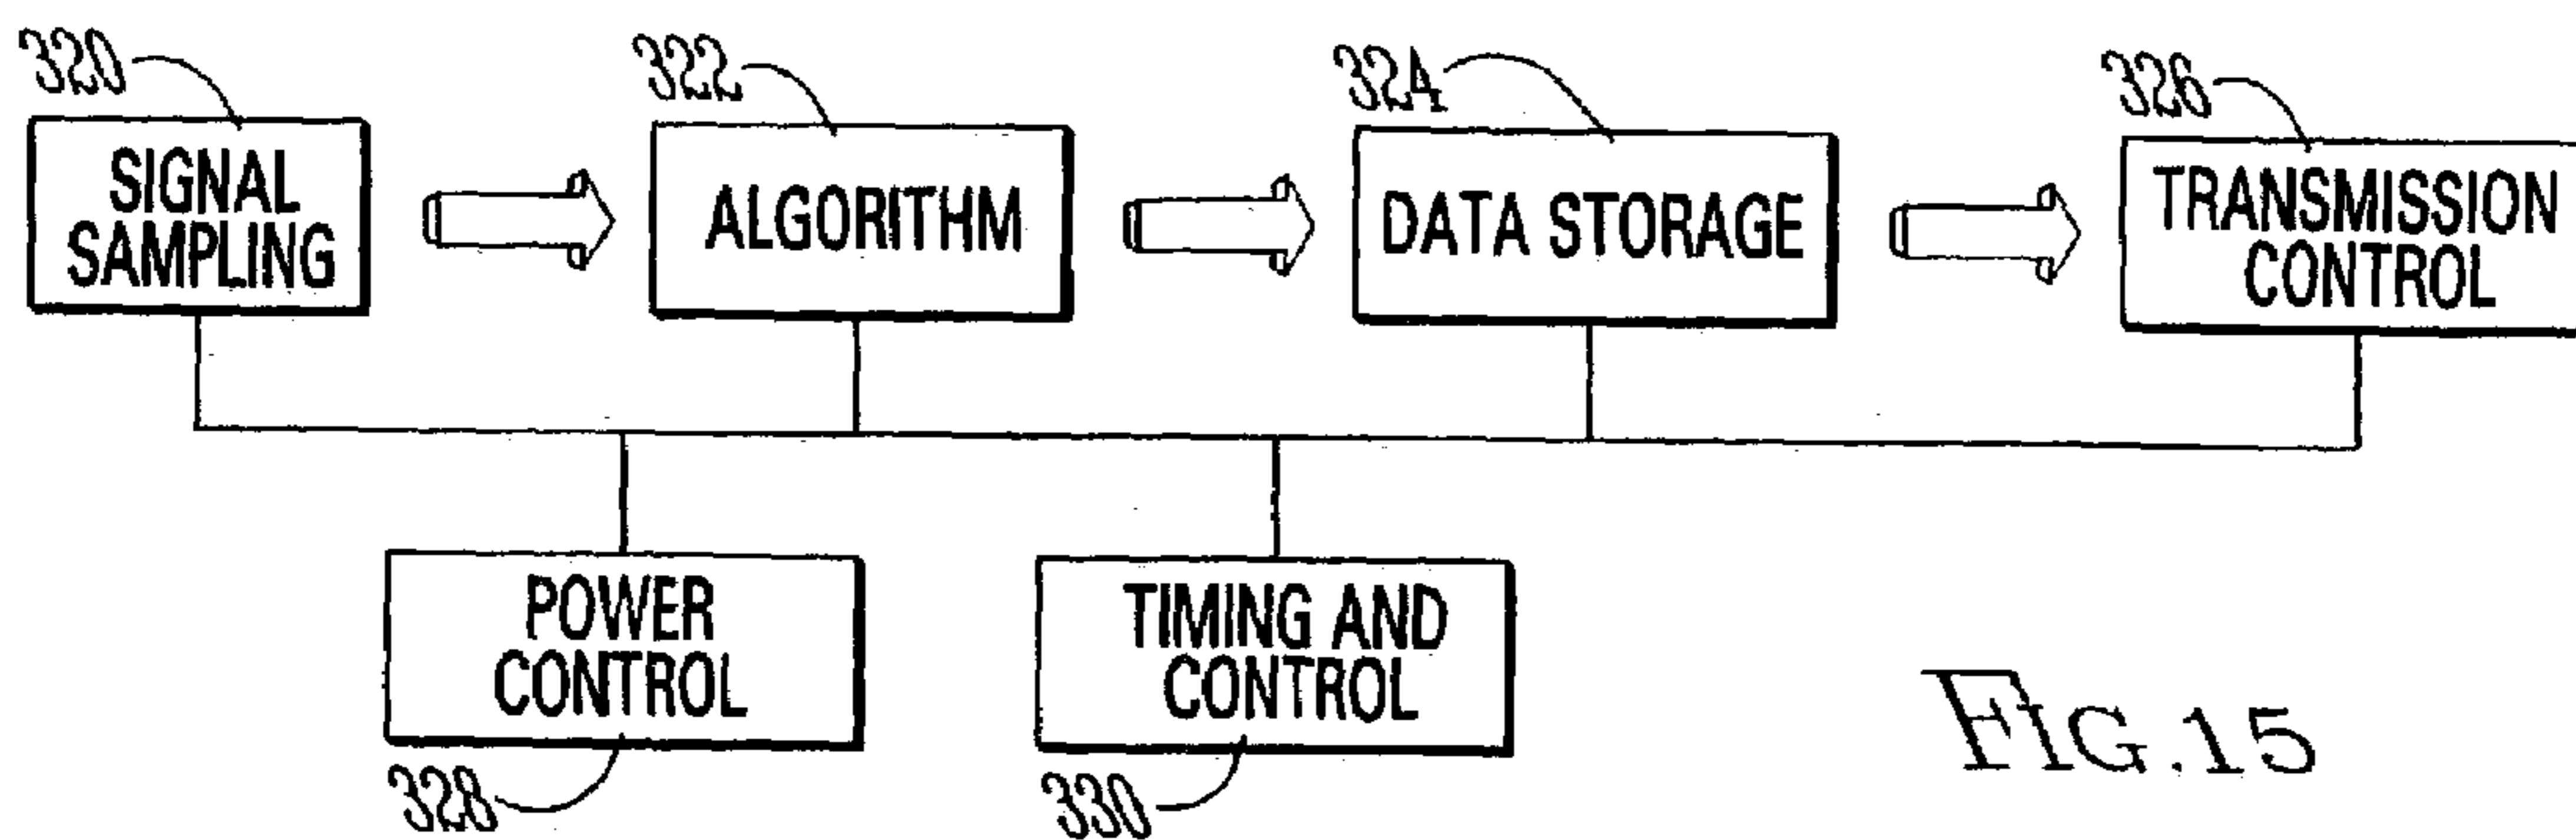 320
322
324
326
SIGNAL
SAMPLING
ALGORITHM
DATA STORAGE
TRANSMISSION
CONTROL
POWER
CONTROL
TIMING AND
CONTROL
328
330
FIG.15